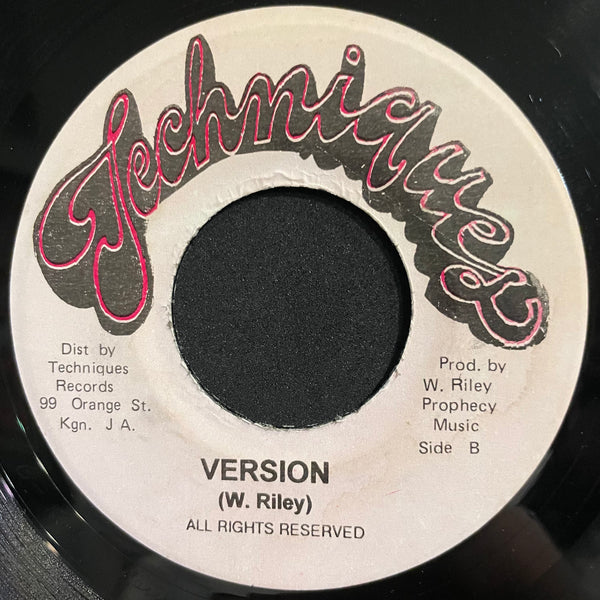 Techniques
Dist by
Techniques
Records
99 Orange St.
Kgn. J A.
Prod. by
W. Riley
Prophecy
Music
Side B
VERSION
(W. Riley)
ALL RIGHTS RESERVED